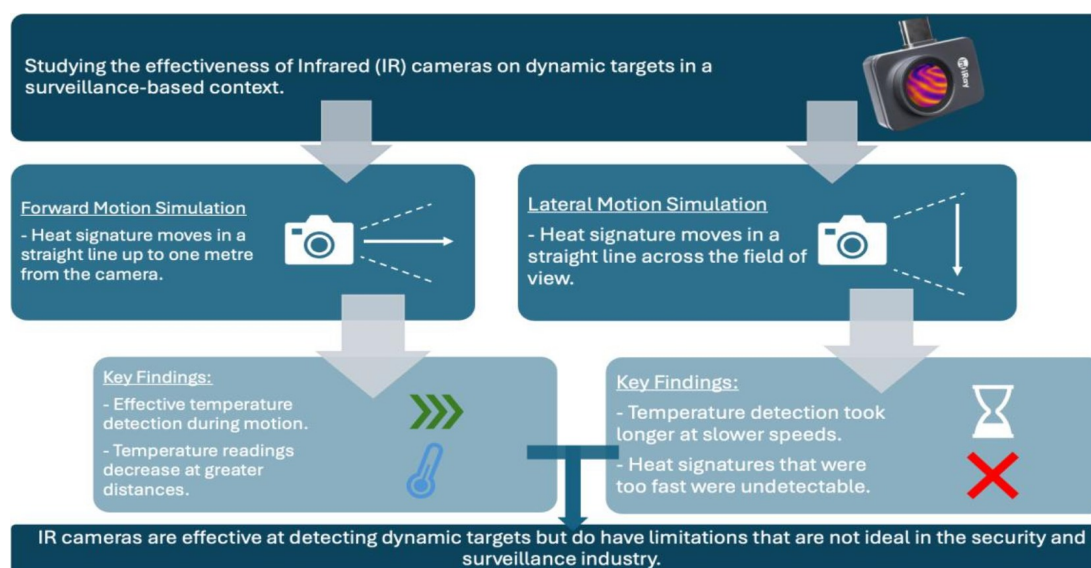 Studying the effectiveness of Infrared (IR) cameras on dynamic targets in a
surveillance-based context.
Forward Motion Simulation
- Heat signature moves in a
straight line up to one metre
from the camera.
Lateral Motion Simulation
- Heat signature moves in a
straight line across the field of
view.
Key Findings:
- Effective temperature
detection during motion.
- Temperature readings
decrease at greater
distances.
Key Findings:
- Temperature detection took
longer at slower speeds.
- Heat signatures that were
too fast were undetectable.
IR cameras are effective at detecting dynamic targets but do have limitations that are not ideal in the security and
surveillance industry.